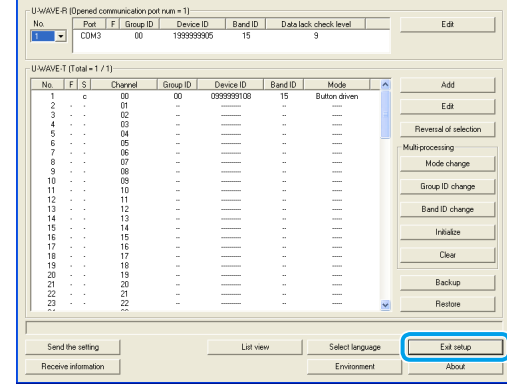 U-WAVE-R (Opened communication port num = 1)
No. Port F Group ID Device ID Band ID Data lack check level Edit
1 COM3 00 1999999905 15 9
U-WAVE-T (Total = 1 / 1)
No. F S Channel Group ID Device ID Band ID Mode
1 c 00 00 0999999108 15 Button driven
2 - - 01 -- ---------- -- -----
3 - - 02 -- ---------- -- -----
4 - - 03 -- ---------- -- -----
5 - - 04 -- ---------- -- -----
6 - - 05 -- ---------- -- -----
7 - - 06 -- ---------- -- -----
8 - - 07 -- ---------- -- -----
9 - - 08 -- ---------- -- -----
10 - - 09 -- ---------- -- -----
11 - - 10 -- ---------- -- -----
12 - - 11 -- ---------- -- -----
13 - - 12 -- ---------- -- -----
14 - - 13 -- ---------- -- -----
15 - - 14 -- ---------- -- -----
16 - - 15 -- ---------- -- -----
17 - - 16 -- ---------- -- -----
18 - - 17 -- ---------- -- -----
19 - - 18 -- ---------- -- -----
20 - - 19 -- ---------- -- -----
21 - - 20 -- ---------- -- -----
22 - - 21 -- ---------- -- -----
23 - - 22 -- ---------- -- -----
Add
Edit
Reversal of selection
Multi-processing
Mode change
Group ID change
Band ID change
Initialize
Clear
Backup
Restore
Send the setting List view Select language Exit setup
Receive information Environment About